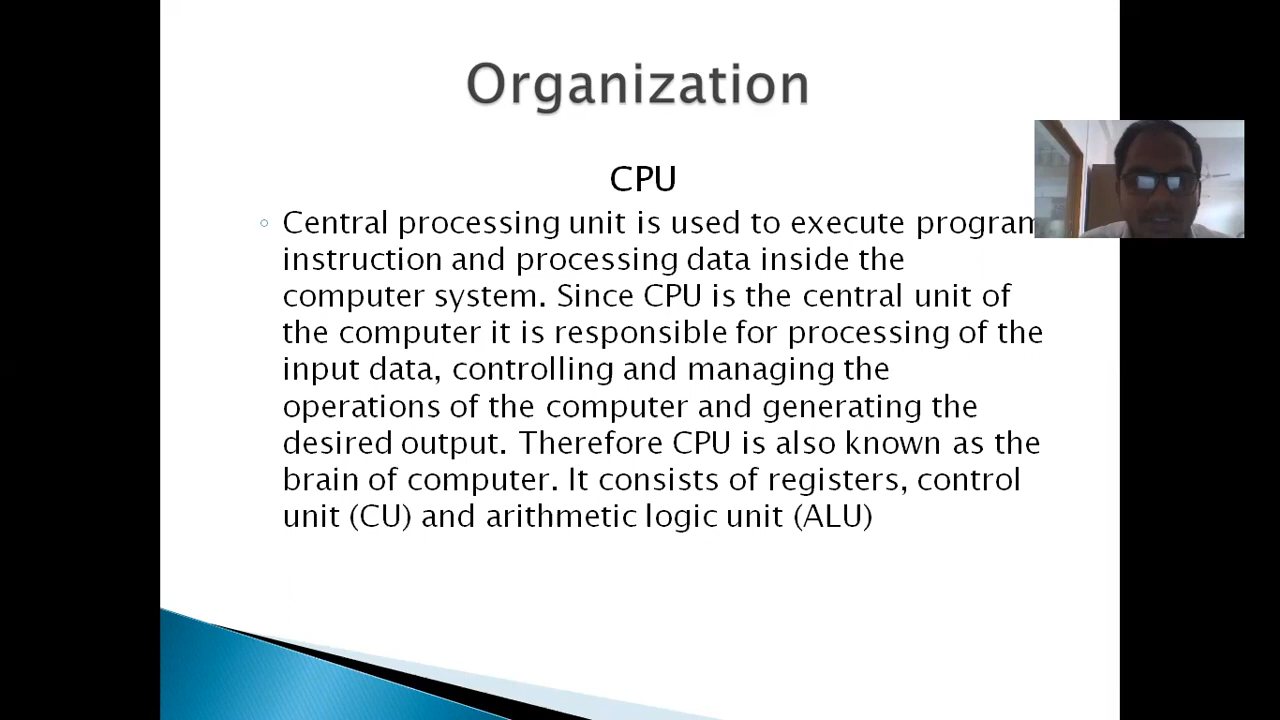 Organization
CPU
Central processing unit is used to execute program
instruction and processing data inside the
computer system. Since CPU is the central unit of
the computer it is responsible for processing of the
input data, controlling and managing the
operations of the computer and generating the
desired output. Therefore CPU is also known as the
brain of computer. It consists of registers, control
unit (CU) and arithmetic logic unit (ALU)